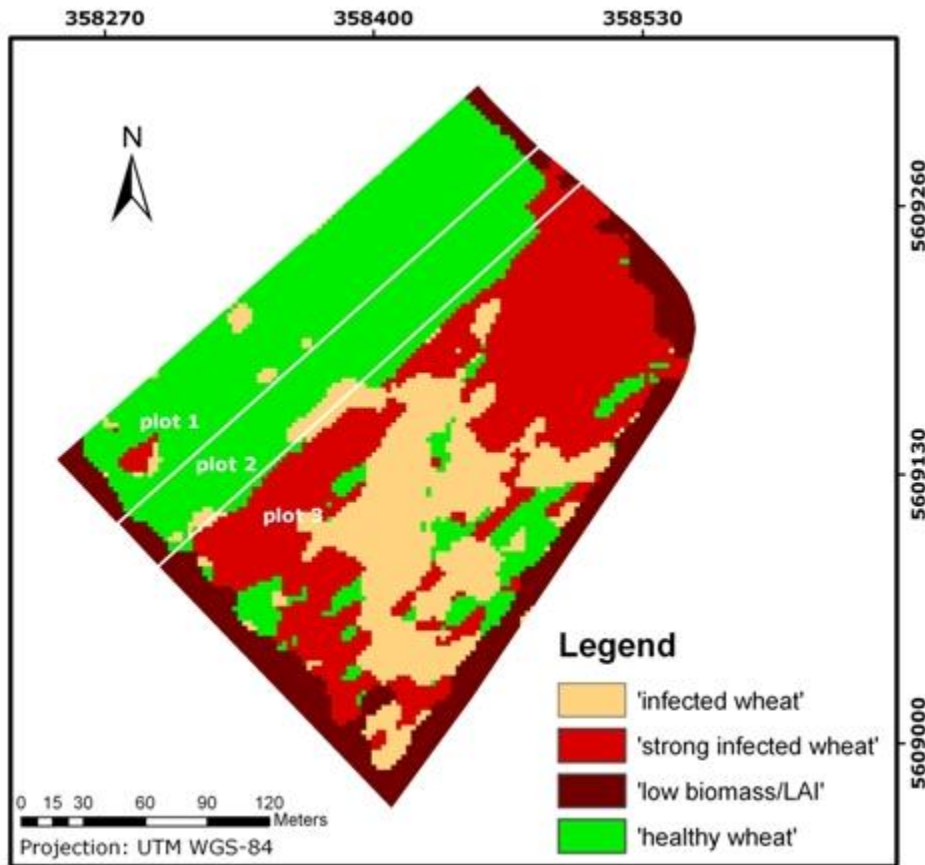 358270 358400 358530
N
5609260
plot 1
plot 2
5609130
plot 3
Legend
'infected wheat'
'strong infected wheat'
5609000
'low biomass/LAI'
'healthy wheat'
0 15 30 60 90 120
Meters
Projection: UTM WGS-84